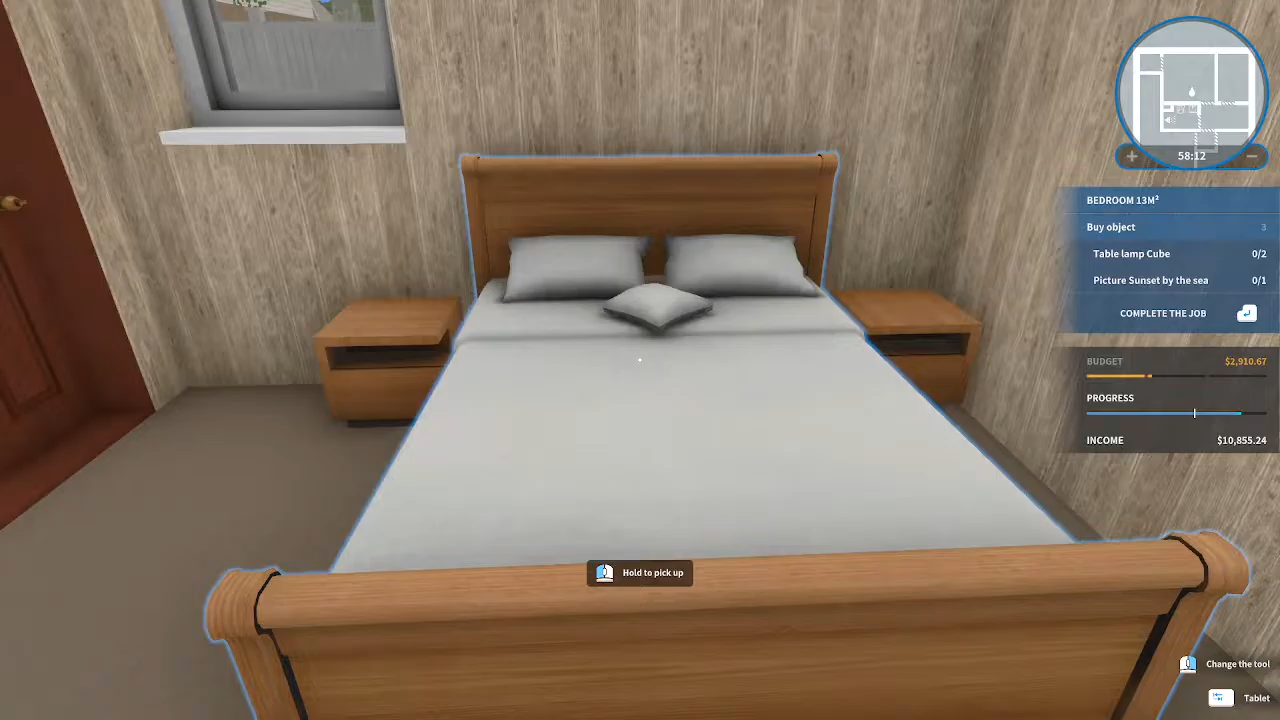 58:12
BEDROOM 13M²
Buy object 3
Table lamp Cube 0/2
Picture Sunset by the sea 0/1
COMPLETE THE JOB
BUDGET $2,910.67
PROGRESS
INCOME $10,855.24
Hold to pick up
Change the tool
Tablet